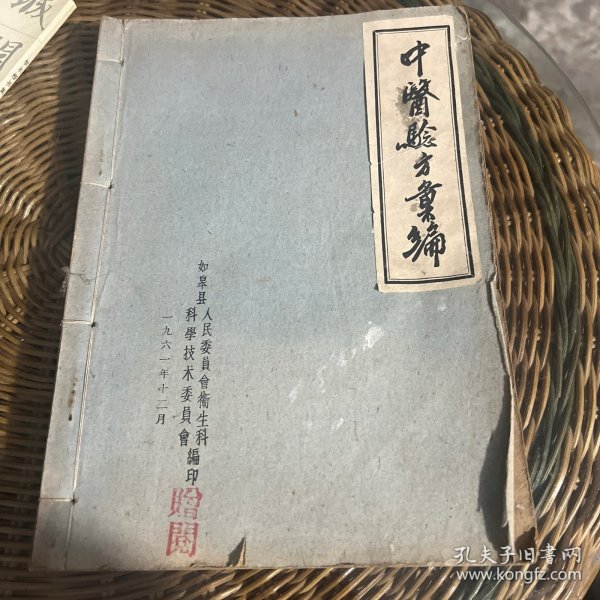 中醫驗方彙編
如皋县人民委員會衞生科
科學技术委員會編印
一九六一年十二月
贈閱
孔夫子旧書网
www.kongfz.com